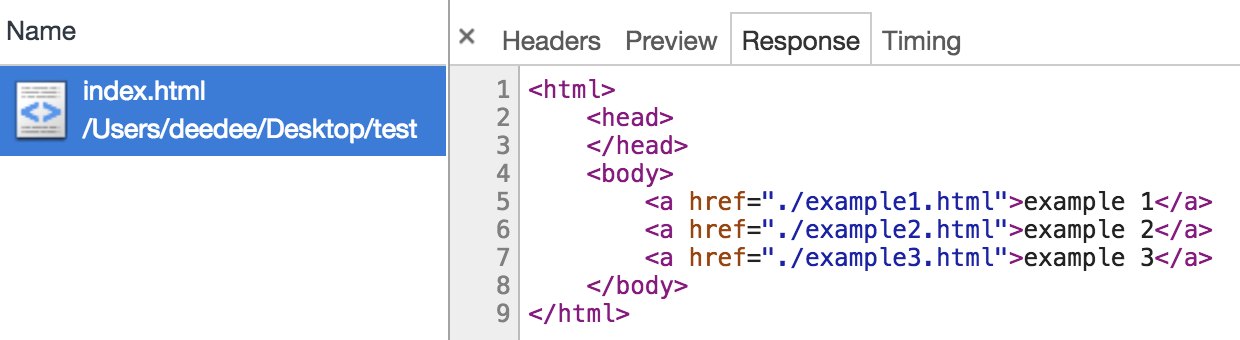 Name
index.html
/Users/deedee/Desktop/test
× Headers Preview Response Timing
1 <html>
2     <head>
3     </head>
4     <body>
5         <a href="./example1.html">example 1</a>
6         <a href="./example2.html">example 2</a>
7         <a href="./example3.html">example 3</a>
8     </body>
9 </html>